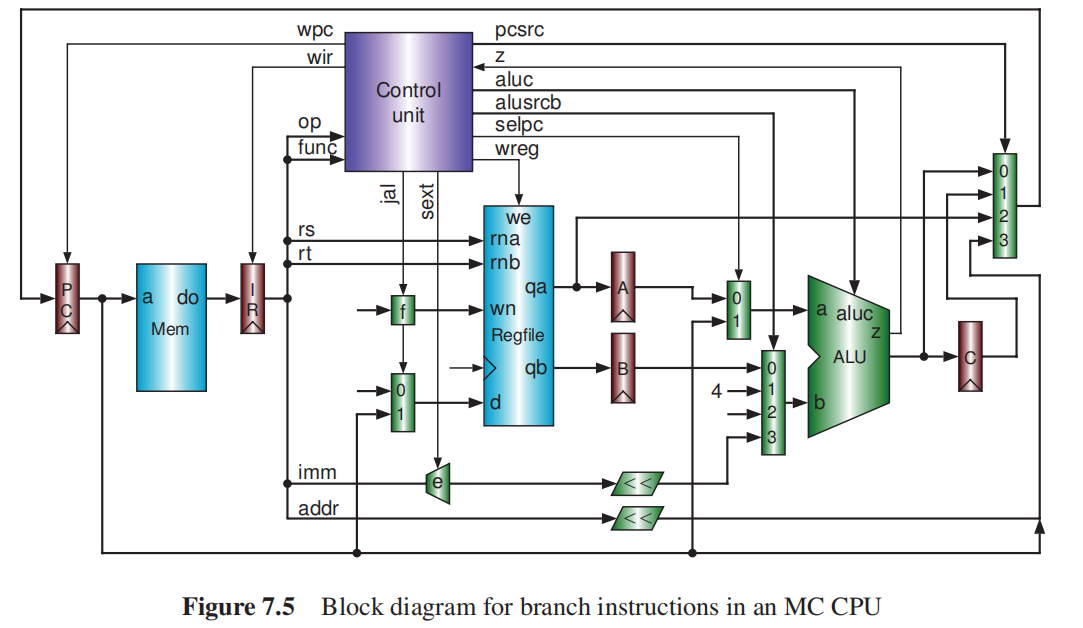 wpc
pcsrc
wir
z
aluc
Control
unit
alusrcb
op
selpc
func
wreg
jal
sext
0
1
2
3
we
rs
rna
rt
rnb
PC
a do
Mem
IR
qa
A
f
wn
0
1
a aluc
z
Regfile
ALU
C
0
1
qb
B
0
1
2
3
4
d
b
imm
e
<<
addr
<<
Figure 7.5 Block diagram for branch instructions in an MC CPU